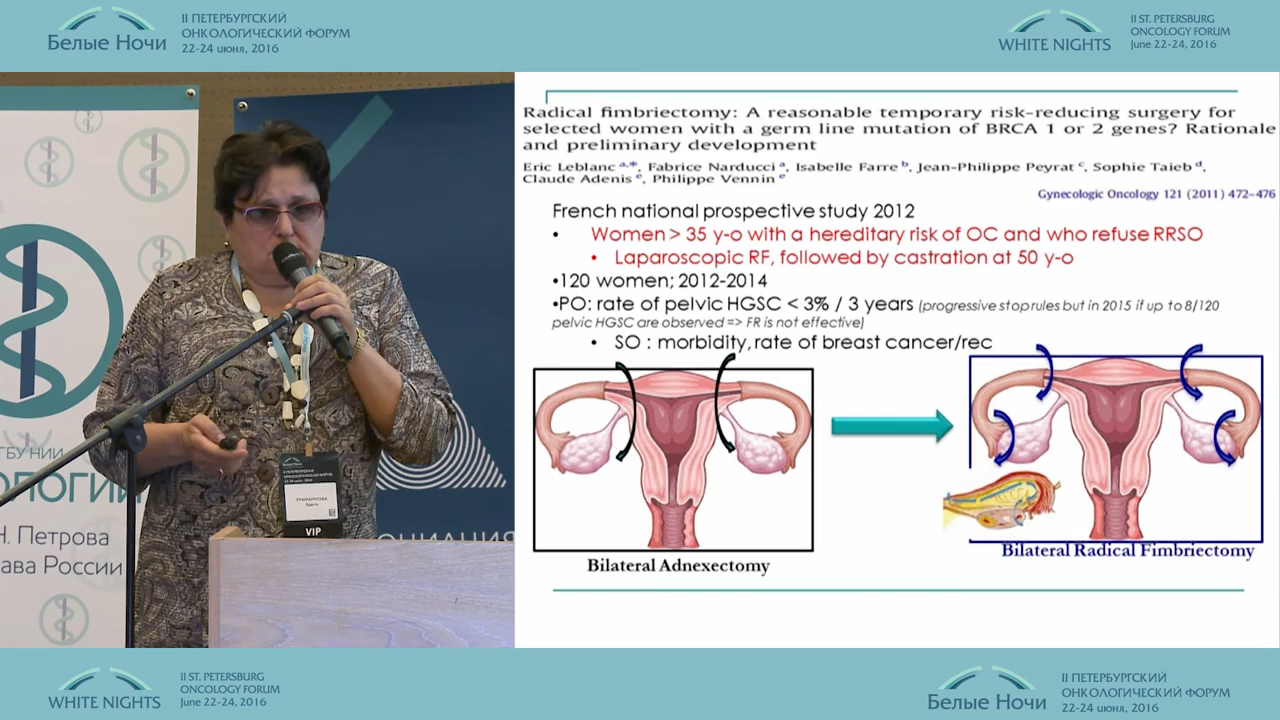 II ПЕТЕРБУРГСКИЙ
ОНКОЛОГИЧЕСКИЙ ФОРУМ
Белые Ночи
22-24 июня, 2016
II ST. PETERSBURG
ONCOLOGY FORUM
WHITE NIGHTS
June 22-24, 2016
Radical fimbriectomy: A reasonable temporary risk-reducing surgery for
selected women with a germ line mutation of BRCA 1 or 2 genes? Rationale
and preliminary development
Eric Leblanc a,*, Fabrice Narducci a, Isabelle Farre b, Jean-Philippe Peyrat c, Sophie Taieb d,
Claude Adenis e, Philippe Vennin e
Gynecologic Oncology 121 (2011) 472–476
French national prospective study 2012
• Women > 35 y-o with a hereditary risk of OC and who refuse RRSO
• Laparoscopic RF, followed by castration at 50 y-o
•120 women; 2012-2014
•PO: rate of pelvic HGSC < 3% / 3 years (progressive stop rules but in 2015 if up to 8/120
pelvic HGSC are observed => FR is not effective)
• SO : morbidity, rate of breast cancer/rec
Bilateral Adnexectomy
Bilateral Radical Fimbriectomy
ГБУ НИИ
ОЛОГИИ
Н. Петрова
ава России
ОЦИАЦИЯ
Белые Ночи
VIP
II ST. PETERSBURG
ONCOLOGY FORUM
WHITE NIGHTS
June 22-24, 2016
II ПЕТЕРБУРГСКИЙ
ОНКОЛОГИЧЕСКИЙ ФОРУМ
Белые Ночи
22-24 июня, 2016